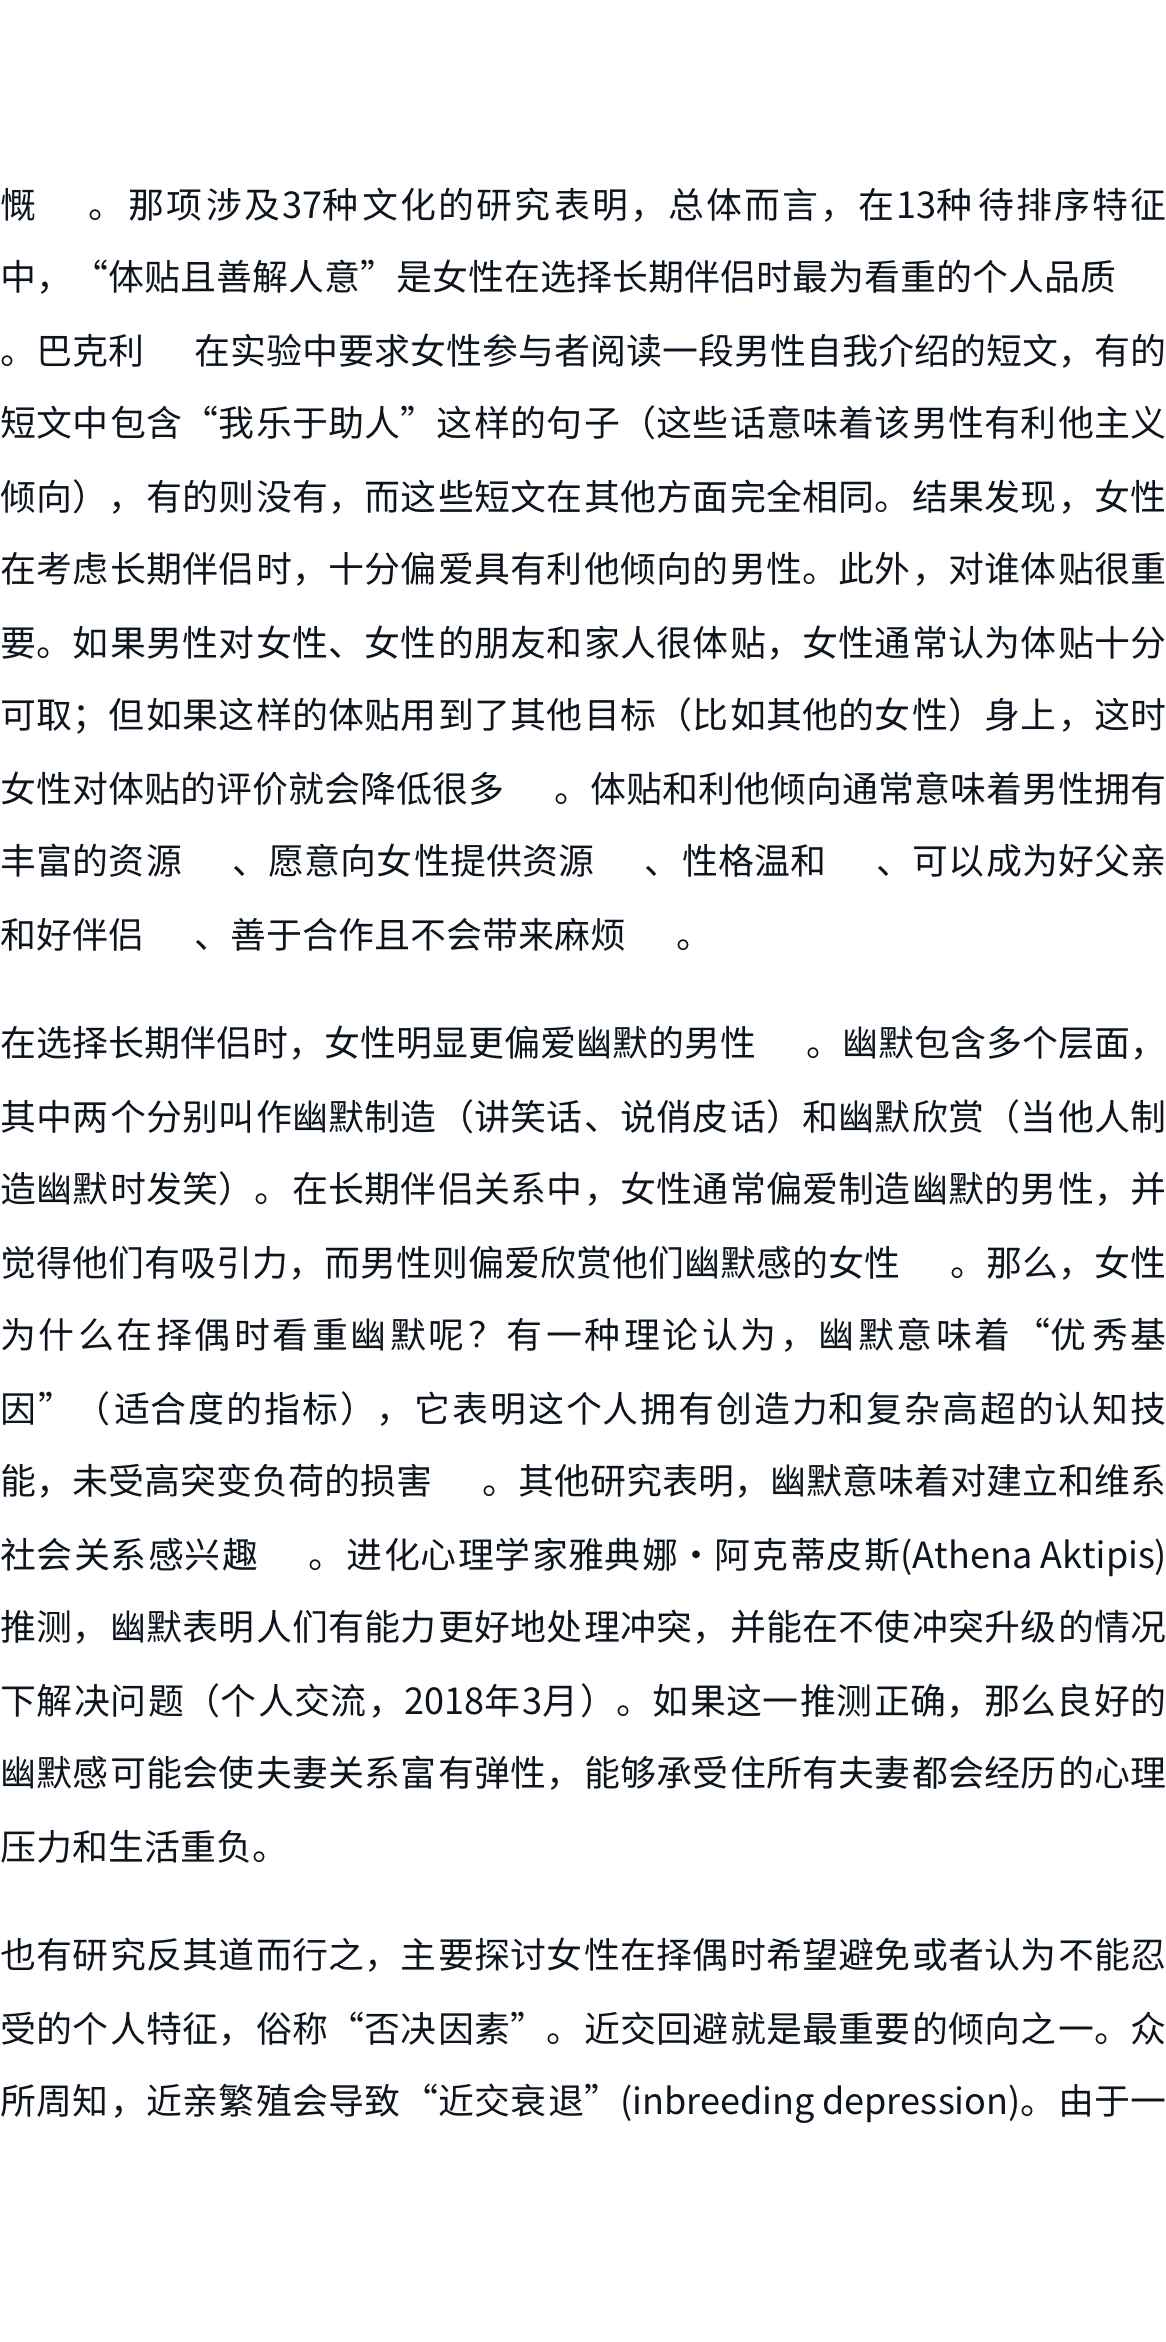 慨 。那项涉及37种文化的研究表明，总体而言，在13种待排序特征
中，“体贴且善解人意”是女性在选择长期伴侣时最为看重的个人品质
。巴克利 在实验中要求女性参与者阅读一段男性自我介绍的短文，有的
短文中包含“我乐于助人”这样的句子（这些话意味着该男性有利他主义
倾向），有的则没有，而这些短文在其他方面完全相同。结果发现，女性
在考虑长期伴侣时，十分偏爱具有利他倾向的男性。此外，对谁体贴很重
要。如果男性对女性、女性的朋友和家人很体贴，女性通常认为体贴十分
可取；但如果这样的体贴用到了其他目标（比如其他的女性）身上，这时
女性对体贴的评价就会降低很多 。体贴和利他倾向通常意味着男性拥有
丰富的资源 、愿意向女性提供资源 、性格温和 、可以成为好父亲
和好伴侣 、善于合作且不会带来麻烦 。
在选择长期伴侣时，女性明显更偏爱幽默的男性 。幽默包含多个层面，
其中两个分别叫作幽默制造（讲笑话、说俏皮话）和幽默欣赏（当他人制
造幽默时发笑）。在长期伴侣关系中，女性通常偏爱制造幽默的男性，并
觉得他们有吸引力，而男性则偏爱欣赏他们幽默感的女性 。那么，女性
为什么在择偶时看重幽默呢？有一种理论认为，幽默意味着“优秀基
因”（适合度的指标），它表明这个人拥有创造力和复杂高超的认知技
能，未受高突变负荷的损害 。其他研究表明，幽默意味着对建立和维系
社会关系感兴趣 。进化心理学家雅典娜·阿克蒂皮斯(Athena Aktipis)
推测，幽默表明人们有能力更好地处理冲突，并能在不使冲突升级的情况
下解决问题（个人交流，2018年3月）。如果这一推测正确，那么良好的
幽默感可能会使夫妻关系富有弹性，能够承受住所有夫妻都会经历的心理
压力和生活重负。
也有研究反其道而行之，主要探讨女性在择偶时希望避免或者认为不能忍
受的个人特征，俗称“否决因素”。近交回避就是最重要的倾向之一。众
所周知，近亲繁殖会导致“近交衰退”(inbreeding depression)。由于一